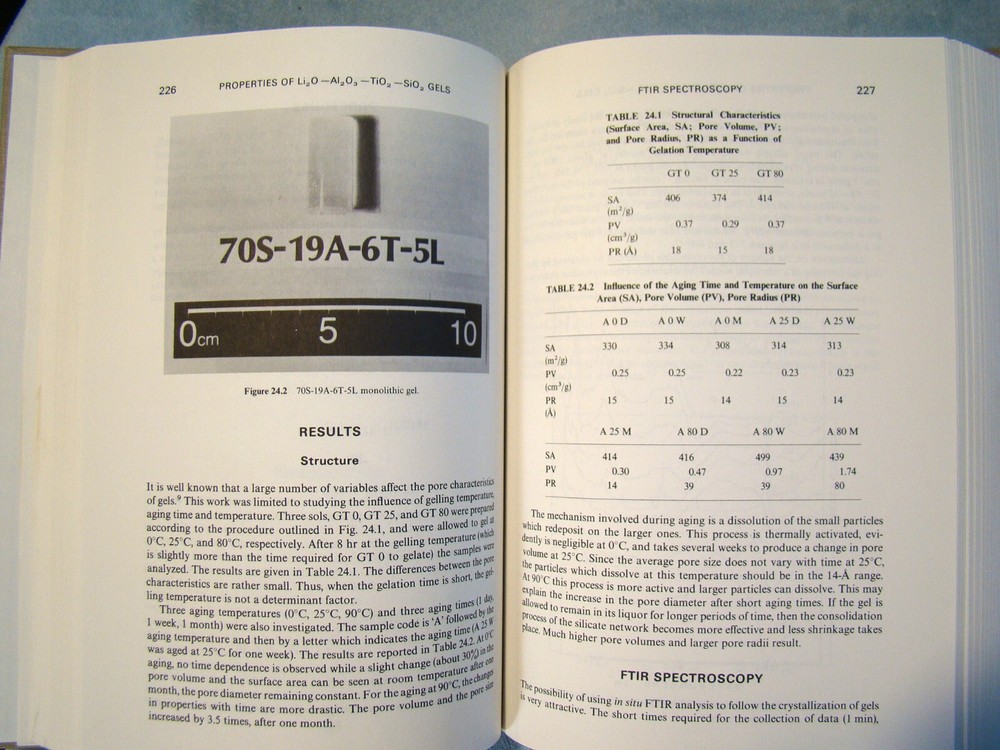 226
PROPERTIES OF Li₂O—Al₂O₃—TiO₂—SiO₂ GELS
70S-19A-6T-5L
0cm 5 10
Figure 24.2 70S-19A-6T-5L monolithic gel.
RESULTS
Structure
It is well known that a large number of variables affect the pore characteristics
of gels.⁹ This work was limited to studying the influence of gelling temperature,
aging time and temperature. Three sols, GT 0, GT 25, and GT 80 were prepared
according to the procedure outlined in Fig. 24.1, and were allowed to gel at
0°C, 25°C, and 80°C, respectively. After 8 hr at the gelling temperature (which
is slightly more than the time required for GT 0 to gelate) the samples were
analyzed. The results are given in Table 24.1. The differences between the pore
characteristics are rather small. Thus, when the gelation time is short, the gel-
ling temperature is not a determinant factor.
Three aging temperatures (0°C, 25°C, 90°C) and three aging times (1 day,
1 week, 1 month) were also investigated. The sample code is 'A' followed by the
aging temperature and then by a letter which indicates the aging time (A 25 W
was aged at 25°C for one week). The results are reported in Table 24.2. At 0°C
aging, no time dependence is observed while a slight change (about 30%) in the
pore volume and the surface area can be seen at room temperature after one
month, the pore diameter remaining constant. For the aging at 90°C, the changes
in properties with time are more drastic. The pore volume and the pore size
increased by 3.5 times, after one month.
FTIR SPECTROSCOPY
227
TABLE 24.1 Structural Characteristics
(Surface Area, SA; Pore Volume, PV;
and Pore Radius, PR) as a Function of
Gelation Temperature
GT 0 GT 25 GT 80
SA 406 374 414
(m²/g)
PV 0.37 0.29 0.37
(cm³/g)
PR (Å) 18 15 18
TABLE 24.2 Influence of the Aging Time and Temperature on the Surface
Area (SA), Pore Volume (PV), Pore Radius (PR)
A 0 D A 0 W A 0 M A 25 D A 25 W
SA 330 334 308 314 313
(m²/g)
PV 0.25 0.25 0.22 0.23 0.23
(cm³/g)
PR 15 15 14 15 14
(Å)
A 25 M A 80 D A 80 W A 80 M
SA 414 416 499 439
PV 0.30 0.47 0.97 1.74
PR 14 39 39 80
The mechanism involved during aging is a dissolution of the small particles
which redeposit on the larger ones. This process is thermally activated, evi-
dently is negligible at 0°C, and takes several weeks to produce a change in pore
volume at 25°C. Since the average pore size does not vary with time at 25°C,
the particles which dissolve at this temperature should be in the 14-Å range.
At 90°C this process is more active and larger particles can dissolve. This may
explain the increase in the pore diameter after short aging times. If the gel is
allowed to remain in its liquor for longer periods of time, then the consolidation
process of the silicate network becomes more effective and less shrinkage takes
place. Much higher pore volumes and larger pore radii result.
FTIR SPECTROSCOPY
The possibility of using in situ FTIR analysis to follow the crystallization of gels
is very attractive. The short times required for the collection of data (1 min),